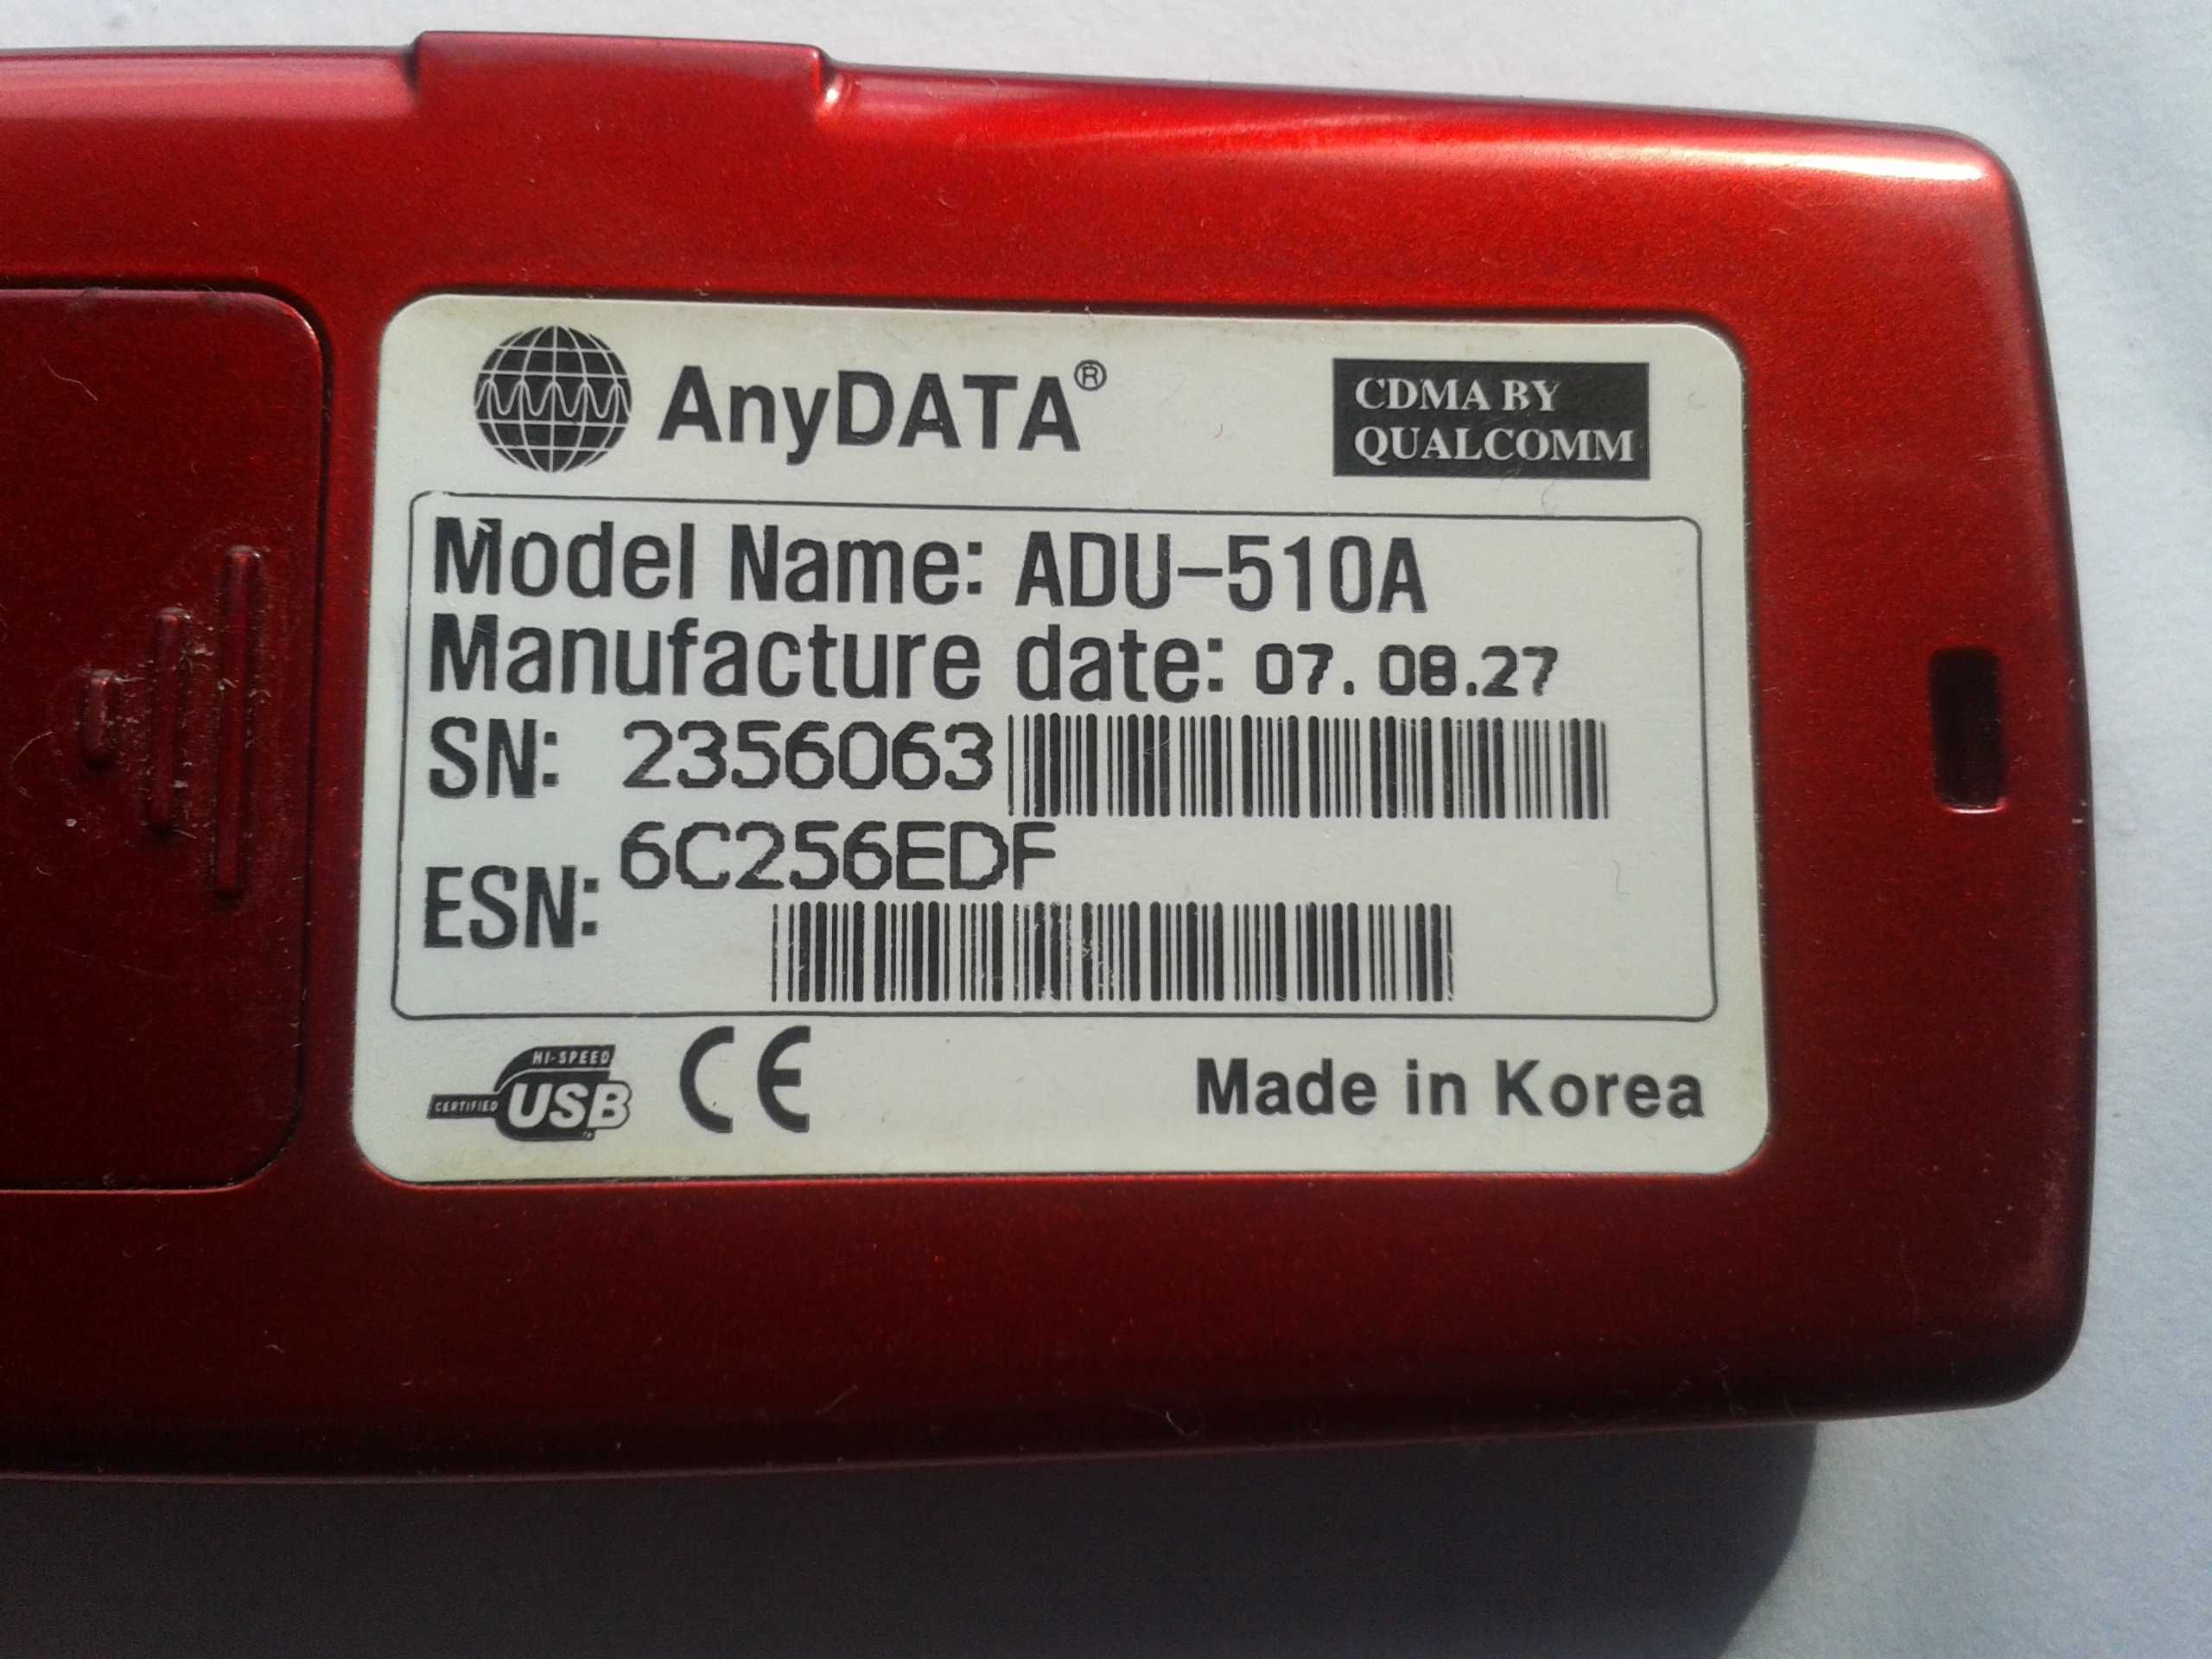 AnyDATA®
CDMA BY
QUALCOMM
Model Name: ADU-510A
Manufacture date: 07. 08.27
SN: 2356063
ESN: 6C256EDF
HI-SPEED
CERTIFIED USB
CE
Made in Korea